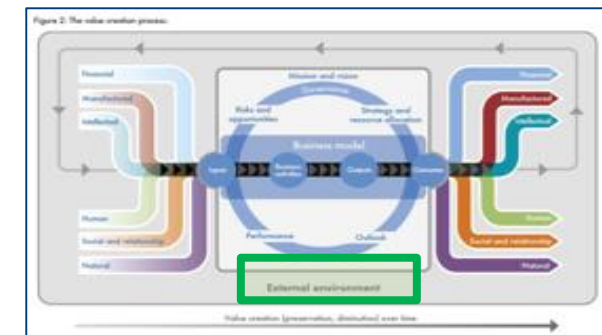 Figure 2: The value creation process.
Financial
Manufactured
Intellectual
Human
Social and relationship
Natural
Mission and vision
Governance
Risks and
opportunities
Strategy and
resource allocation
Business model
Inputs
Business
activities
Outputs
Outcomes
Performance
Outlook
External environment
Financial
Manufactured
Intellectual
Human
Social and relationship
Natural
Value creation (preservation, diminution) over time